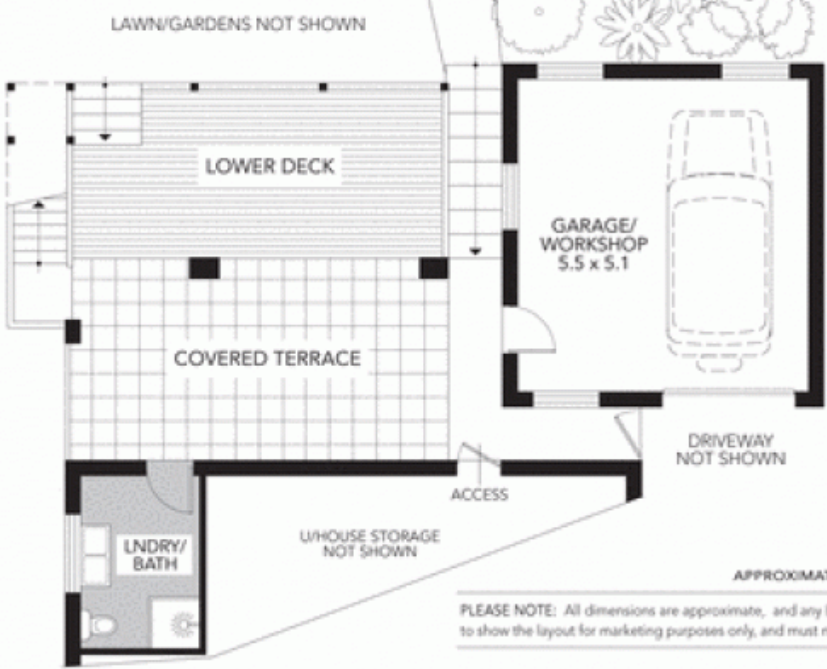 LAWN/GARDENS NOT SHOWN
LOWER DECK
GARAGE/
WORKSHOP
5.5 x 5.1
COVERED TERRACE
DRIVEWAY
NOT SHOWN
ACCESS
U/HOUSE STORAGE
NOT SHOWN
LNDRY/
BATH
APPROXIMAT
PLEASE NOTE: All dimensions are approximate, and any
to show the layout for marketing purposes only, and must